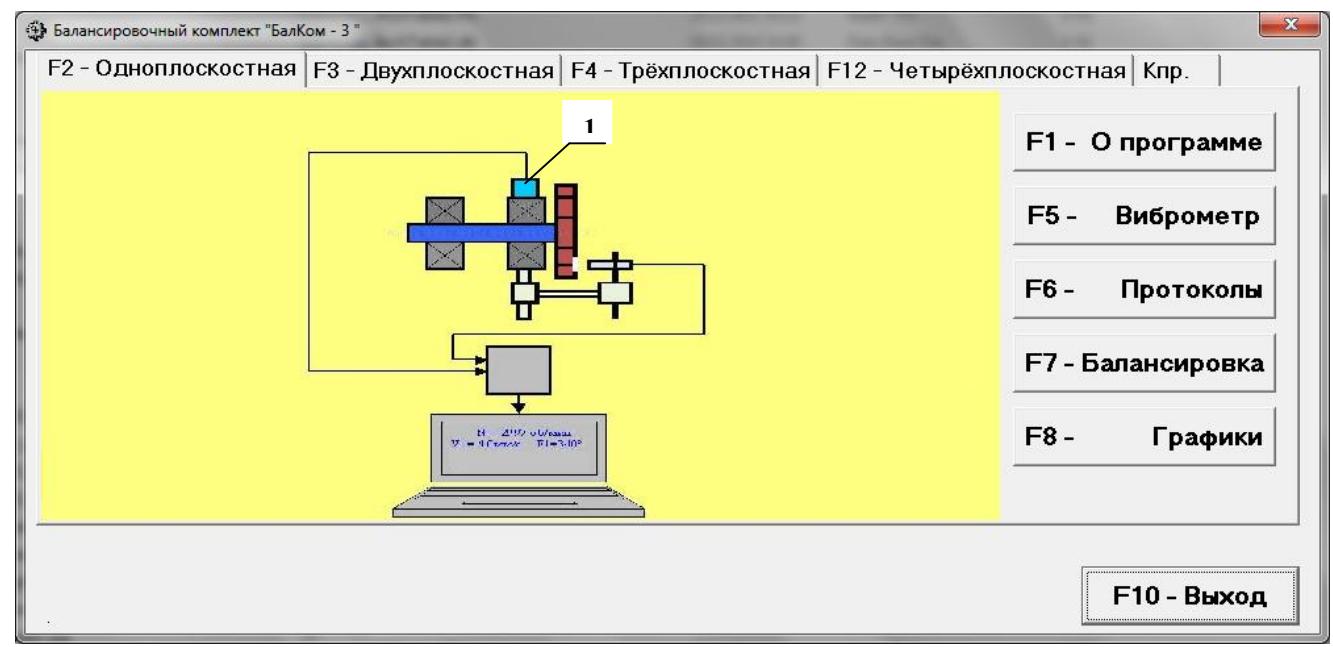 Балансировочный комплект "БалКом - 3 "
F2 - Одноплоскостная F3 - Двухплоскостная F4 - Трёхплоскостная F12 - Четырёхплоскостная Кпр.
1
F1 - О программе
F5 - Виброметр
F6 - Протоколы
F7 - Балансировка
F8 - Графики
F10 - Выход